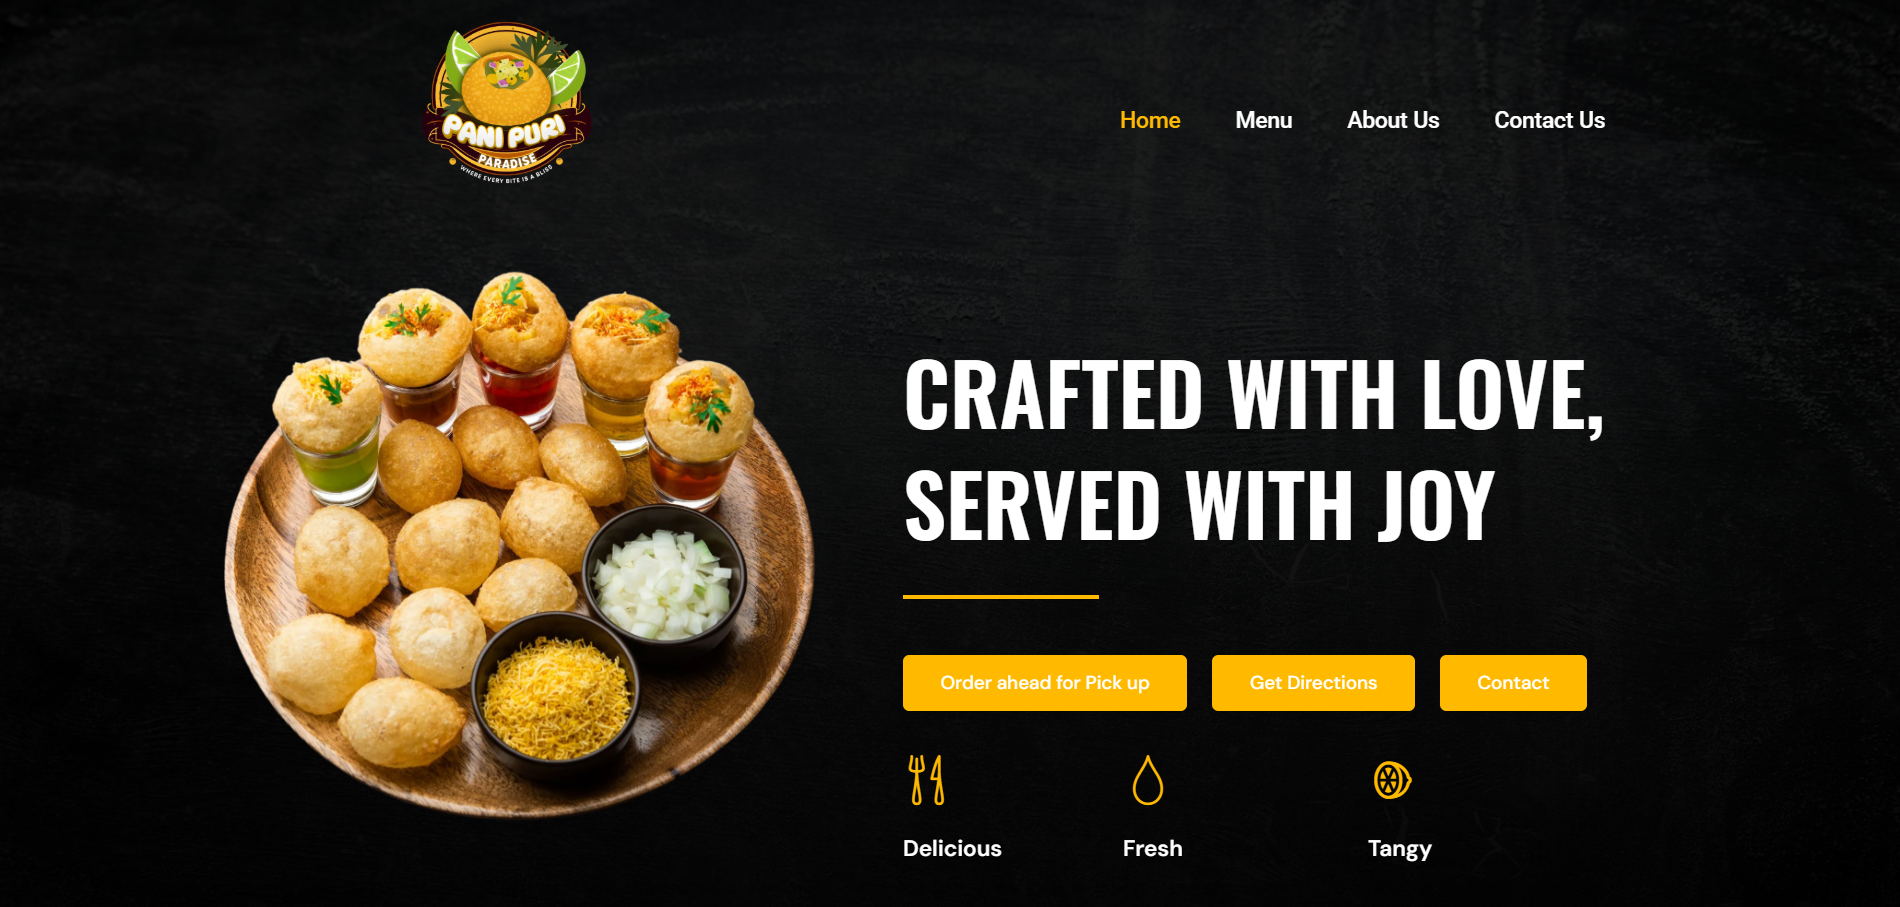 PANI PURI
PARADISE
WHERE EVERY BITE IS A BLISS
Home
Menu
About Us
Contact Us
CRAFTED WITH LOVE,
SERVED WITH JOY
Order ahead for Pick up
Get Directions
Contact
Delicious
Fresh
Tangy